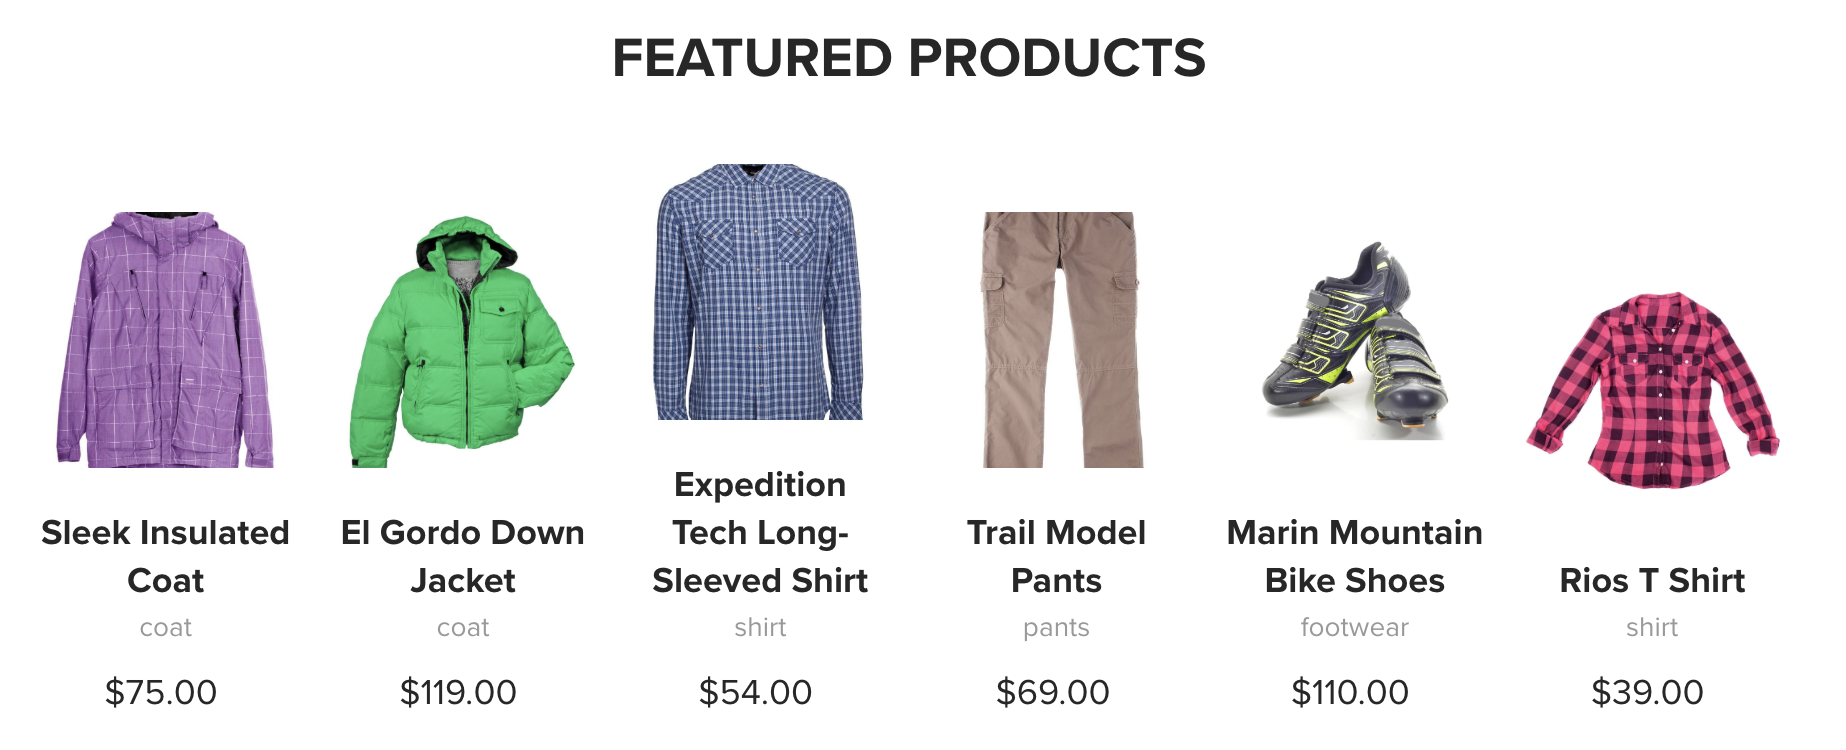 FEATURED PRODUCTS
Sleek Insulated
Coat
coat
$75.00
El Gordo Down
Jacket
coat
$119.00
Expedition
Tech Long-
Sleeved Shirt
shirt
$54.00
Trail Model
Pants
pants
$69.00
Marin Mountain
Bike Shoes
footwear
$110.00
Rios T Shirt
shirt
$39.00